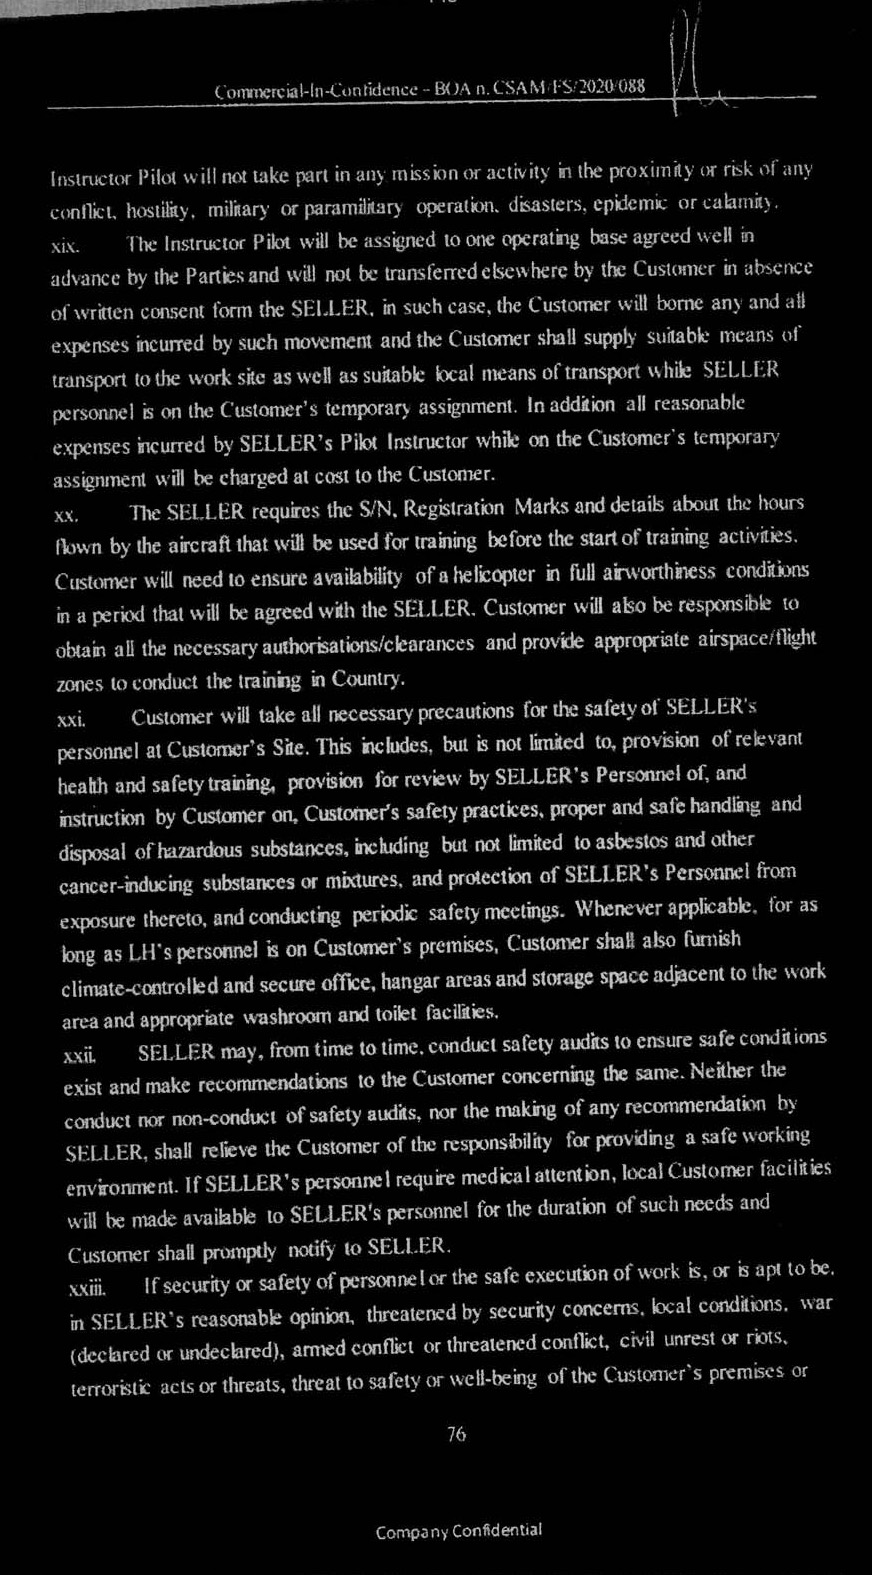 Commercial-In-Confidence – BOA n. CSAM/FS/2020/088
Instructor Pilot will not take part in any mission or activity in the proximity or risk of any
conflict, hostility, military or paramilitary operation, disasters, epidemic or calamity.
xix. The Instructor Pilot will be assigned to one operating base agreed well in
advance by the Parties and will not be transferred elsewhere by the Customer in absence
of written consent form the SELLER, in such case, the Customer will borne any and all
expenses incurred by such movement and the Customer shall supply suitable means of
transport to the work site as well as suitable local means of transport while SELLER
personnel is on the Customer's temporary assignment. In addition all reasonable
expenses incurred by SELLER's Pilot Instructor while on the Customer's temporary
assignment will be charged at cost to the Customer.
xx. The SELLER requires the S/N, Registration Marks and details about the hours
flown by the aircraft that will be used for training before the start of training activities.
Customer will need to ensure availability of a helicopter in full airworthiness conditions
in a period that will be agreed with the SELLER. Customer will also be responsible to
obtain all the necessary authorisations/clearances and provide appropriate airspace/flight
zones to conduct the training in Country.
xxi. Customer will take all necessary precautions for the safety of SELLER's
personnel at Customer's Site. This includes, but is not limited to, provision of relevant
health and safety training, provision for review by SELLER's Personnel of, and
instruction by Customer on, Customer's safety practices, proper and safe handling and
disposal of hazardous substances, including but not limited to asbestos and other
cancer-inducing substances or mixtures, and protection of SELLER's Personnel from
exposure thereto, and conducting periodic safety meetings. Whenever applicable, for as
long as LH's personnel is on Customer's premises, Customer shall also furnish
climate-controlled and secure office, hangar areas and storage space adjacent to the work
area and appropriate washroom and toilet facilities.
xxii. SELLER may, from time to time, conduct safety audits to ensure safe conditions
exist and make recommendations to the Customer concerning the same. Neither the
conduct nor non-conduct of safety audits, nor the making of any recommendation by
SELLER, shall relieve the Customer of the responsibility for providing a safe working
environment. If SELLER's personnel require medical attention, local Customer facilities
will be made available to SELLER's personnel for the duration of such needs and
Customer shall promptly notify to SELLER.
xxiii. If security or safety of personnel or the safe execution of work is, or is apt to be,
in SELLER's reasonable opinion, threatened by security concerns, local conditions, war
(declared or undeclared), armed conflict or threatened conflict, civil unrest or riots,
terroristic acts or threats, threat to safety or well-being of the Customer's premises or
76
Company Confidential